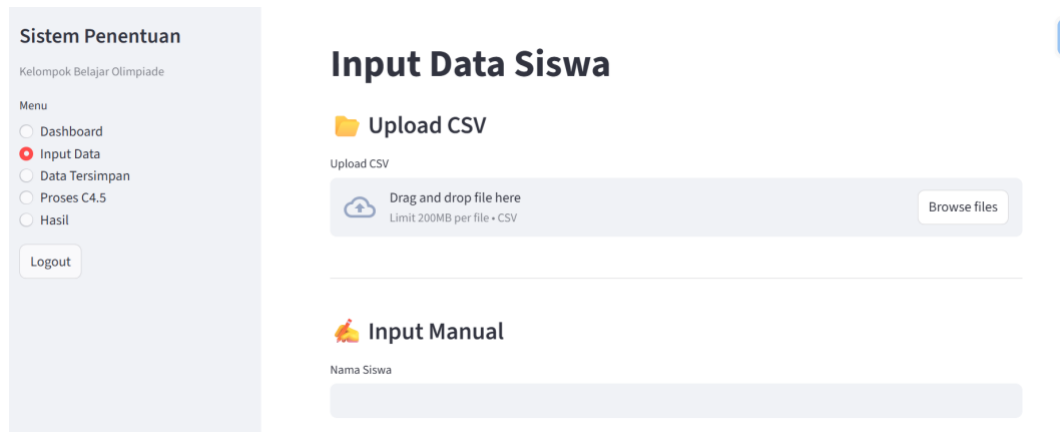 Sistem Penentuan
Kelompok Belajar Olimpiade
Menu
Dashboard
Input Data
Data Tersimpan
Proses C4.5
Hasil
Logout
Input Data Siswa
Upload CSV
Upload CSV
Drag and drop file here
Limit 200MB per file • CSV
Browse files
Input Manual
Nama Siswa